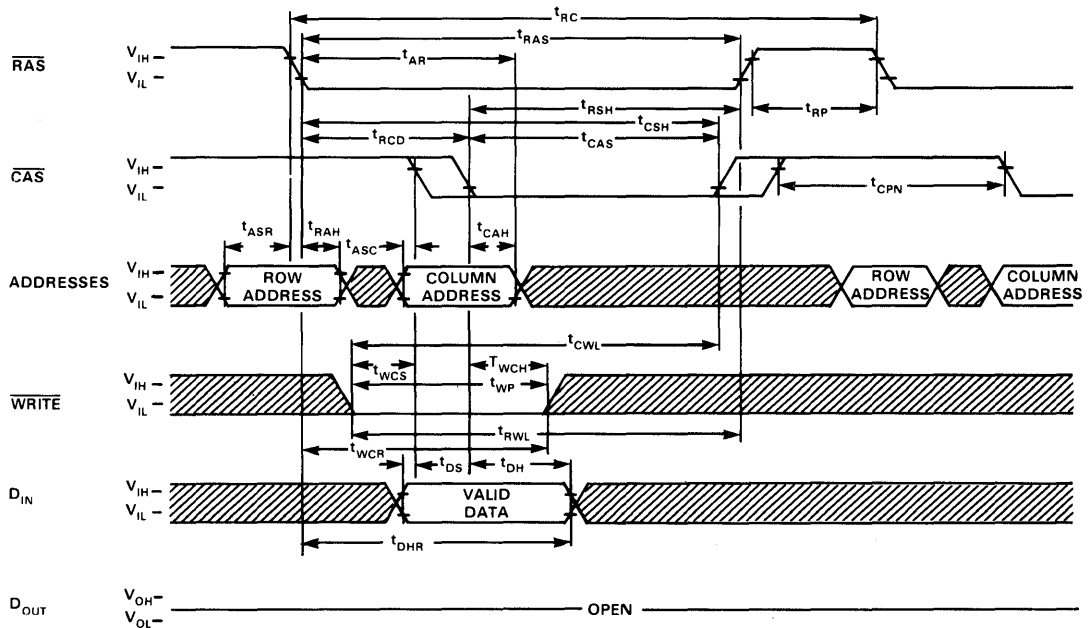 tRC
tRAS
tAR
RAS
VIH
VIL
tRSH
tRP
tCSH
tRCD
tCAS
CAS
VIH
VIL
tCPN
tASR
tRAH
tASC
tCAH
ADDRESSES
VIH
VIL
ROW ADDRESS
COLUMN ADDRESS
ROW ADDRESS
COLUMN ADDRESS
tCWL
tWCS
TWCH
tWP
WRITE
VIH
VIL
tRWL
tWCR
tDS
tDH
DIN
VIH
VIL
VALID DATA
tDHR
DOUT
VOH
VOL
OPEN